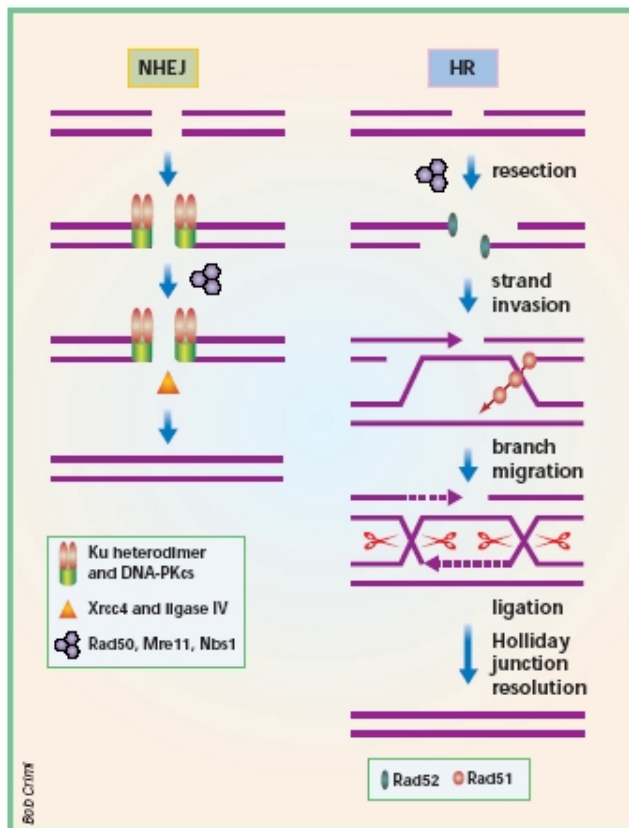 NHEJ
Ku heterodimer
and DNA-PKcs
Xrcc4 and ligase IV
Rad50, Mre11, Nbs1
HR
resection
strand
invasion
branch
migration
ligation
Holliday
junction
resolution
Rad52
Rad51
Bob Crimi